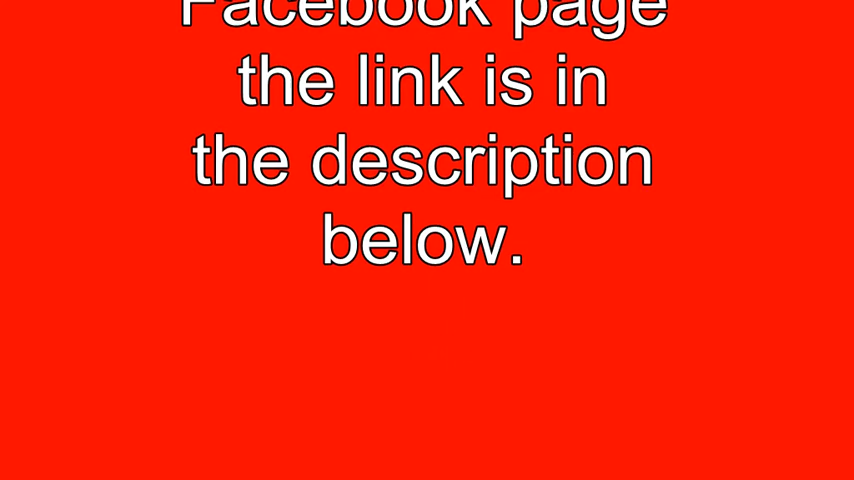 Facebook page
the link is in
the description
below.